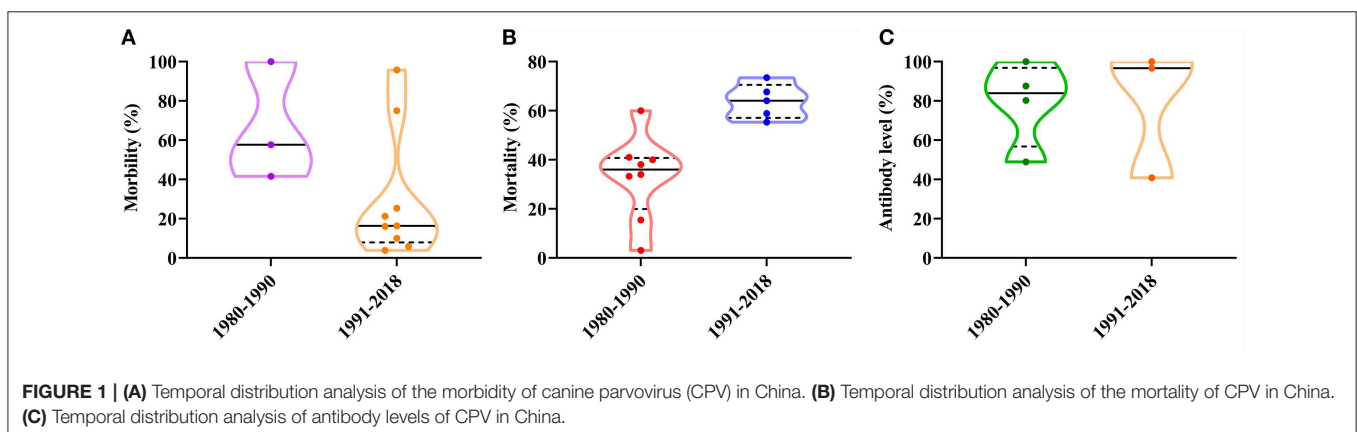 A
Morbility (%)
100
80
60
40
20
0
1980-1990
1991-2018
B
Mortality (%)
80
60
40
20
0
1980-1990
1991-2018
C
Antibody level (%)
100
80
60
40
20
0
1980-1990
1991-2018
FIGURE 1 | (A) Temporal distribution analysis of the morbidity of canine parvovirus (CPV) in China. (B) Temporal distribution analysis of the mortality of CPV in China.
(C) Temporal distribution analysis of antibody levels of CPV in China.